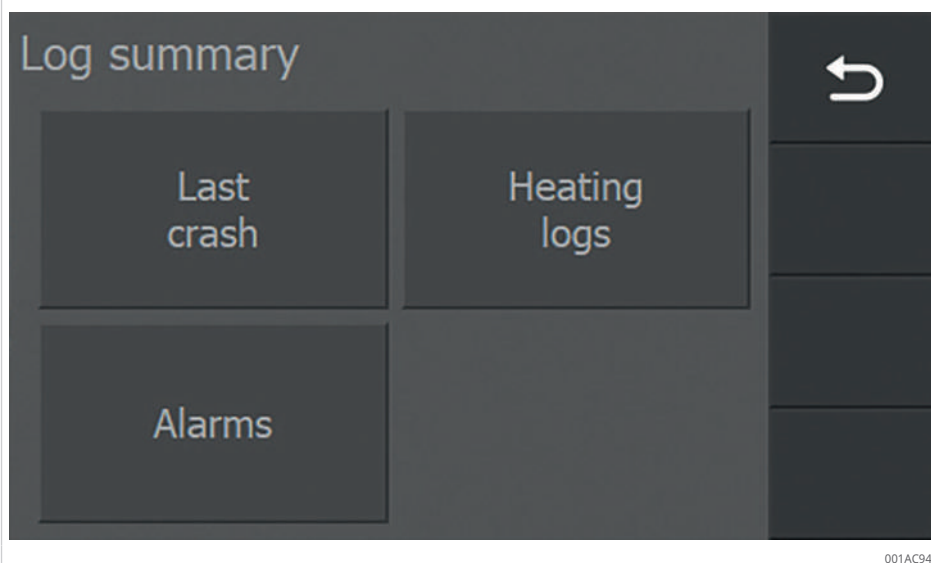 Log summary
Last
crash
Heating
logs
Alarms
001AC94